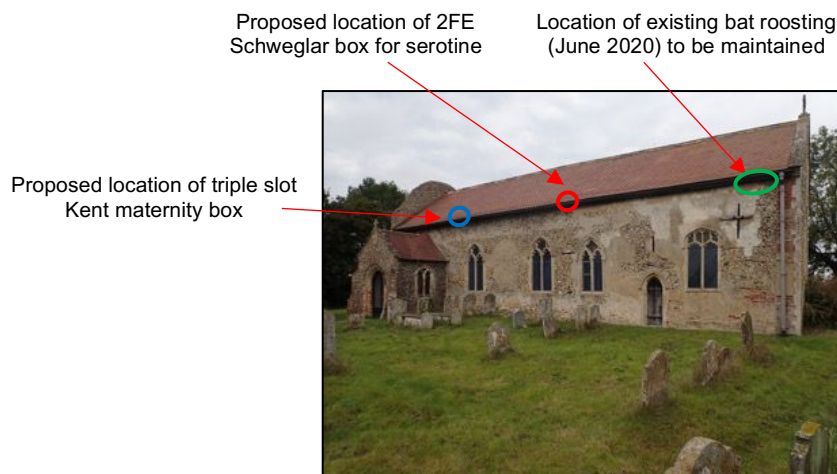 Proposed location of 2FE
Schweglar box for serotine
Location of existing bat roosting
(June 2020) to be maintained
Proposed location of triple slot
Kent maternity box